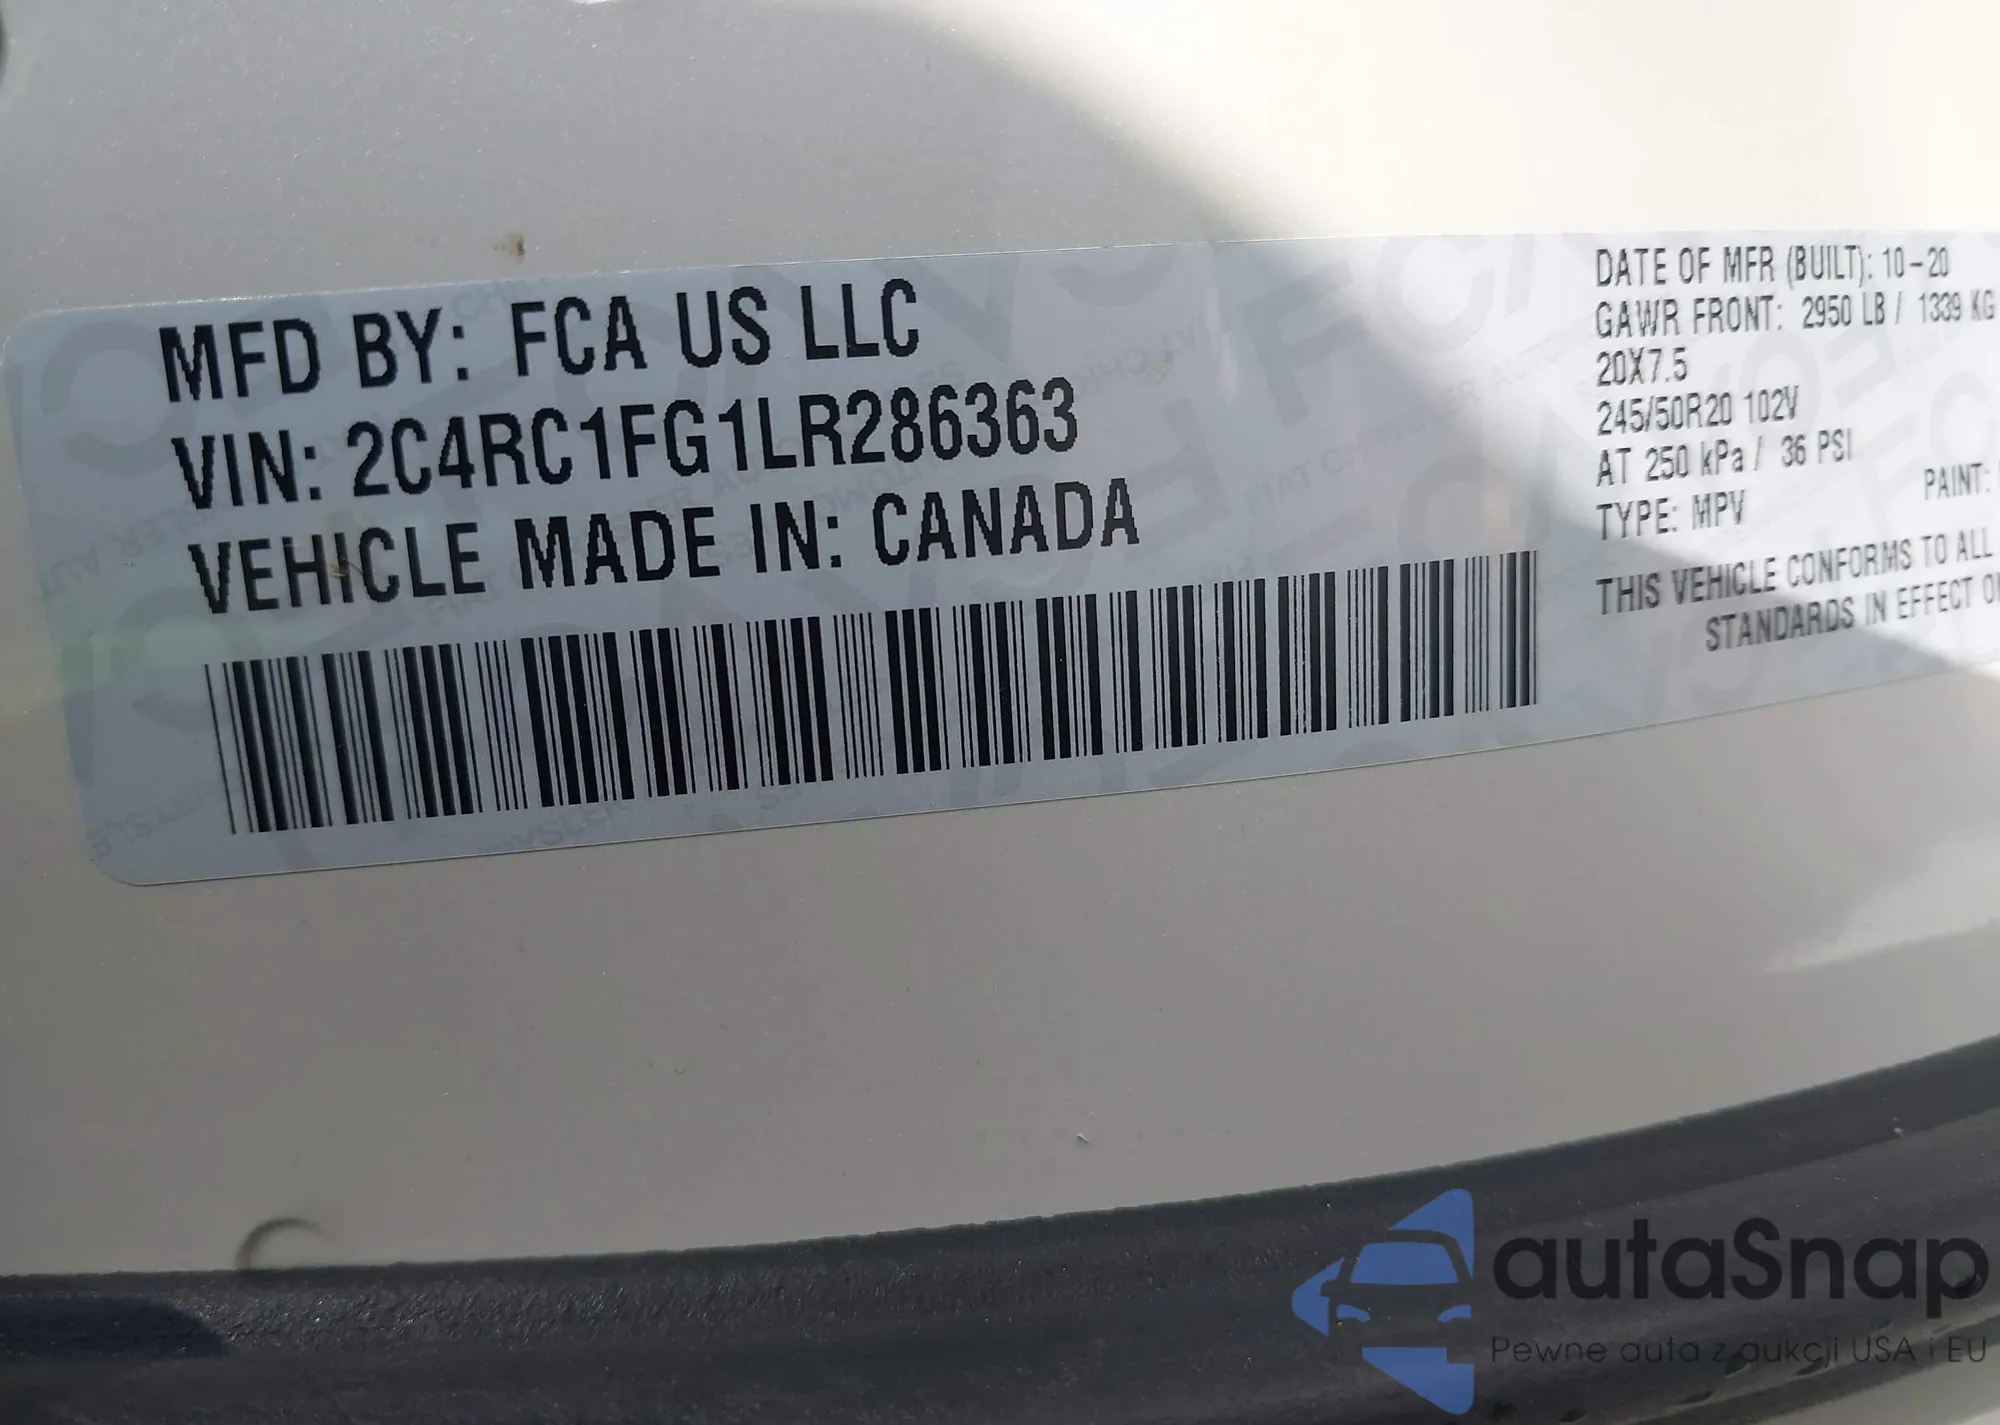 MFD BY: FCA US LLC
VIN: 2C4RC1FG1LR286363
VEHICLE MADE IN: CANADA
DATE OF MFR (BUILT): 10-20
GAWR FRONT: 2950 LB / 1339 KG
20X7.5
245/50R20 102V
AT 250 kPa / 36 PSI
TYPE: MPV
PAINT:
THIS VEHICLE CONFORMS TO ALL
STANDARDS IN EFFECT
autaSnap
Pewne auta z aukcji USA i EU